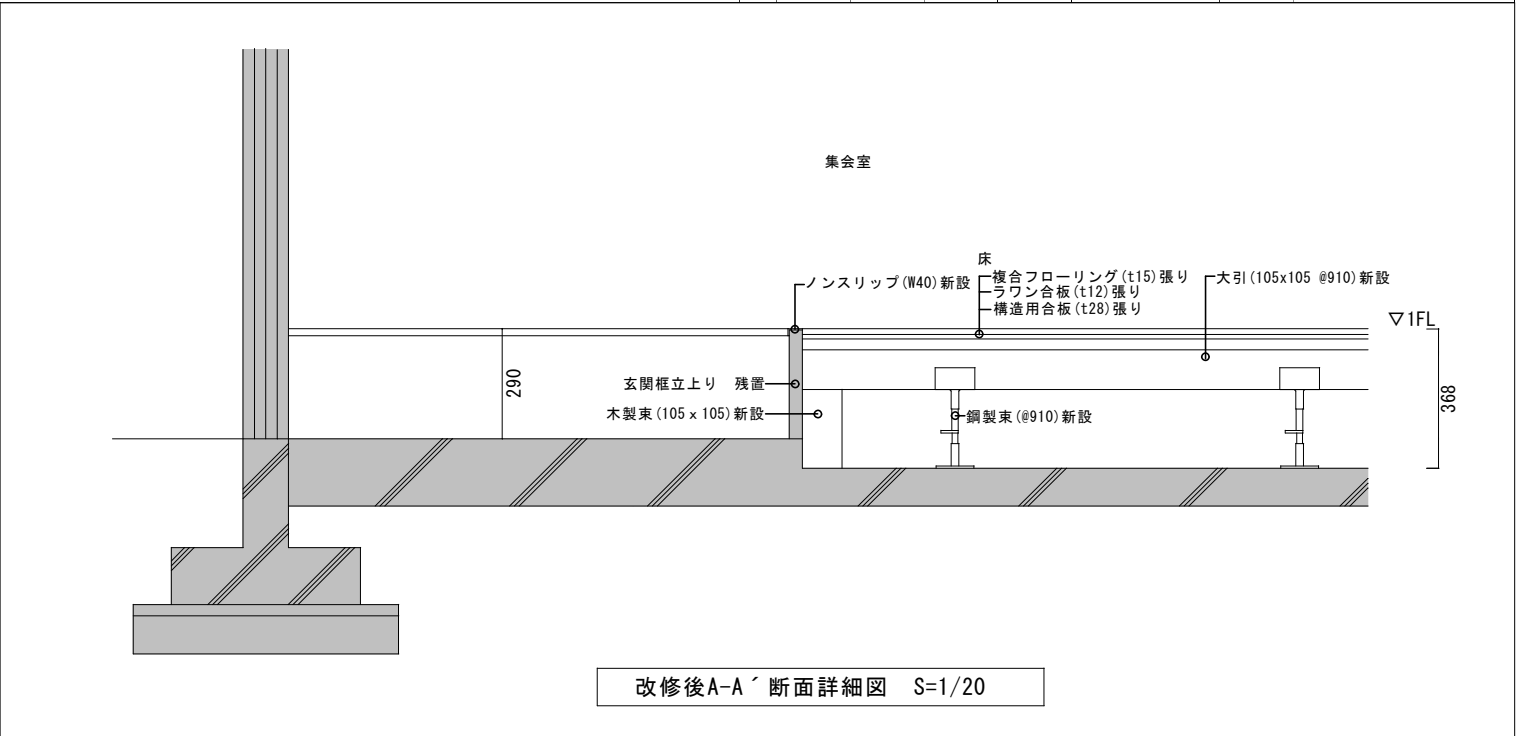 集会室
床
複合フローリング(t15)張り
ラワン合板(t12)張り
構造用合板(t28)張り
ノンスリップ(W40)新設
大引(105x105 @910)新設
▽1FL
290
玄関框立上り 残置
木製束(105ｘ105)新設
鋼製束(@910)新設
368
改修後A-A´断面詳細図 S=1/20